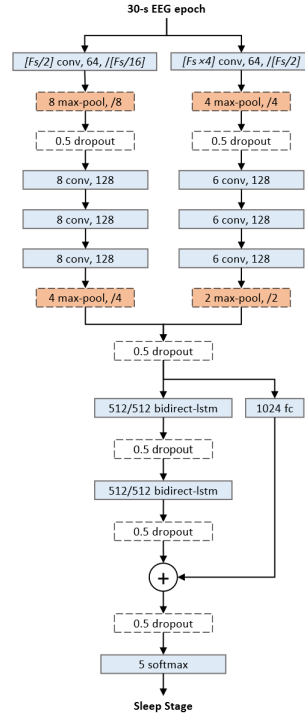 30-s EEG epoch
[Fs/2] conv, 64, /[Fs/16]
[Fs×4] conv, 64, /[Fs/2]
8 max-pool, /8
4 max-pool, /4
0.5 dropout
0.5 dropout
8 conv, 128
6 conv, 128
8 conv, 128
6 conv, 128
8 conv, 128
6 conv, 128
4 max-pool, /4
2 max-pool, /2
0.5 dropout
512/512 bidirect-lstm
1024 fc
0.5 dropout
512/512 bidirect-lstm
0.5 dropout
+
0.5 dropout
5 softmax
Sleep Stage